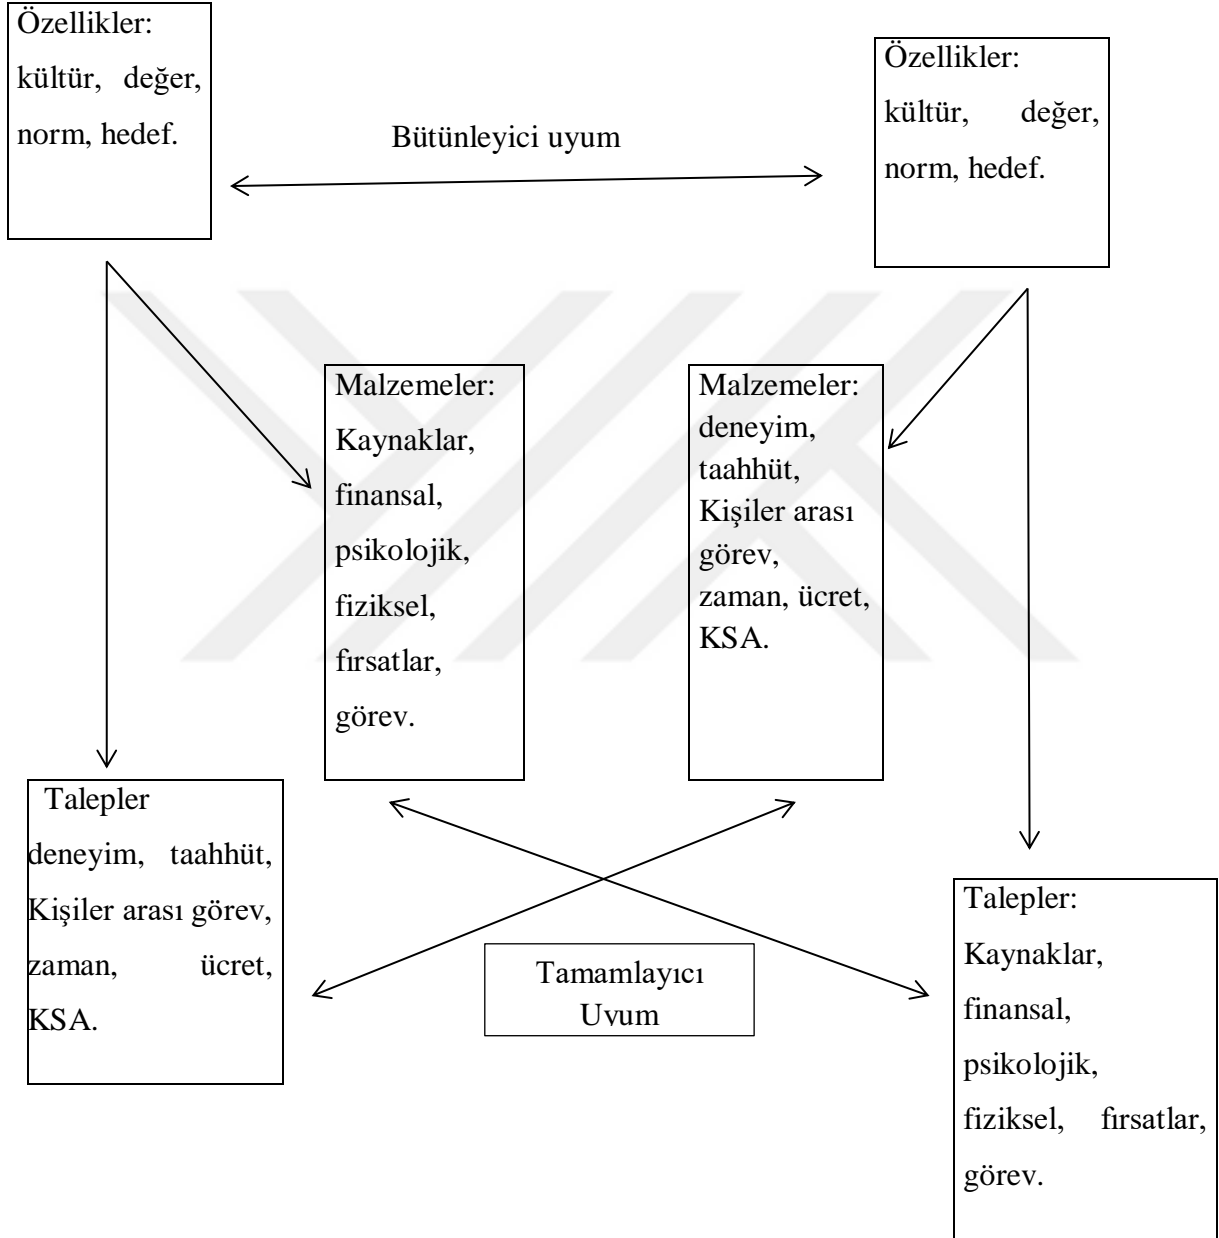 Özellikler:
kültür, değer,
norm, hedef.
Bütünleyici uyum
Özellikler:
kültür, değer,
norm, hedef.
Malzemeler:
Kaynaklar,
finansal,
psikolojik,
fiziksel,
fırsatlar,
görev.
Malzemeler:
deneyim,
taahhüt,
Kişiler arası
görev,
zaman, ücret,
KSA.
Talepler
deneyim, taahhüt,
Kişiler arası görev,
zaman, ücret,
KSA.
Tamamlayıcı
Uyum
Talepler:
Kaynaklar,
finansal,
psikolojik,
fiziksel, fırsatlar,
görev.